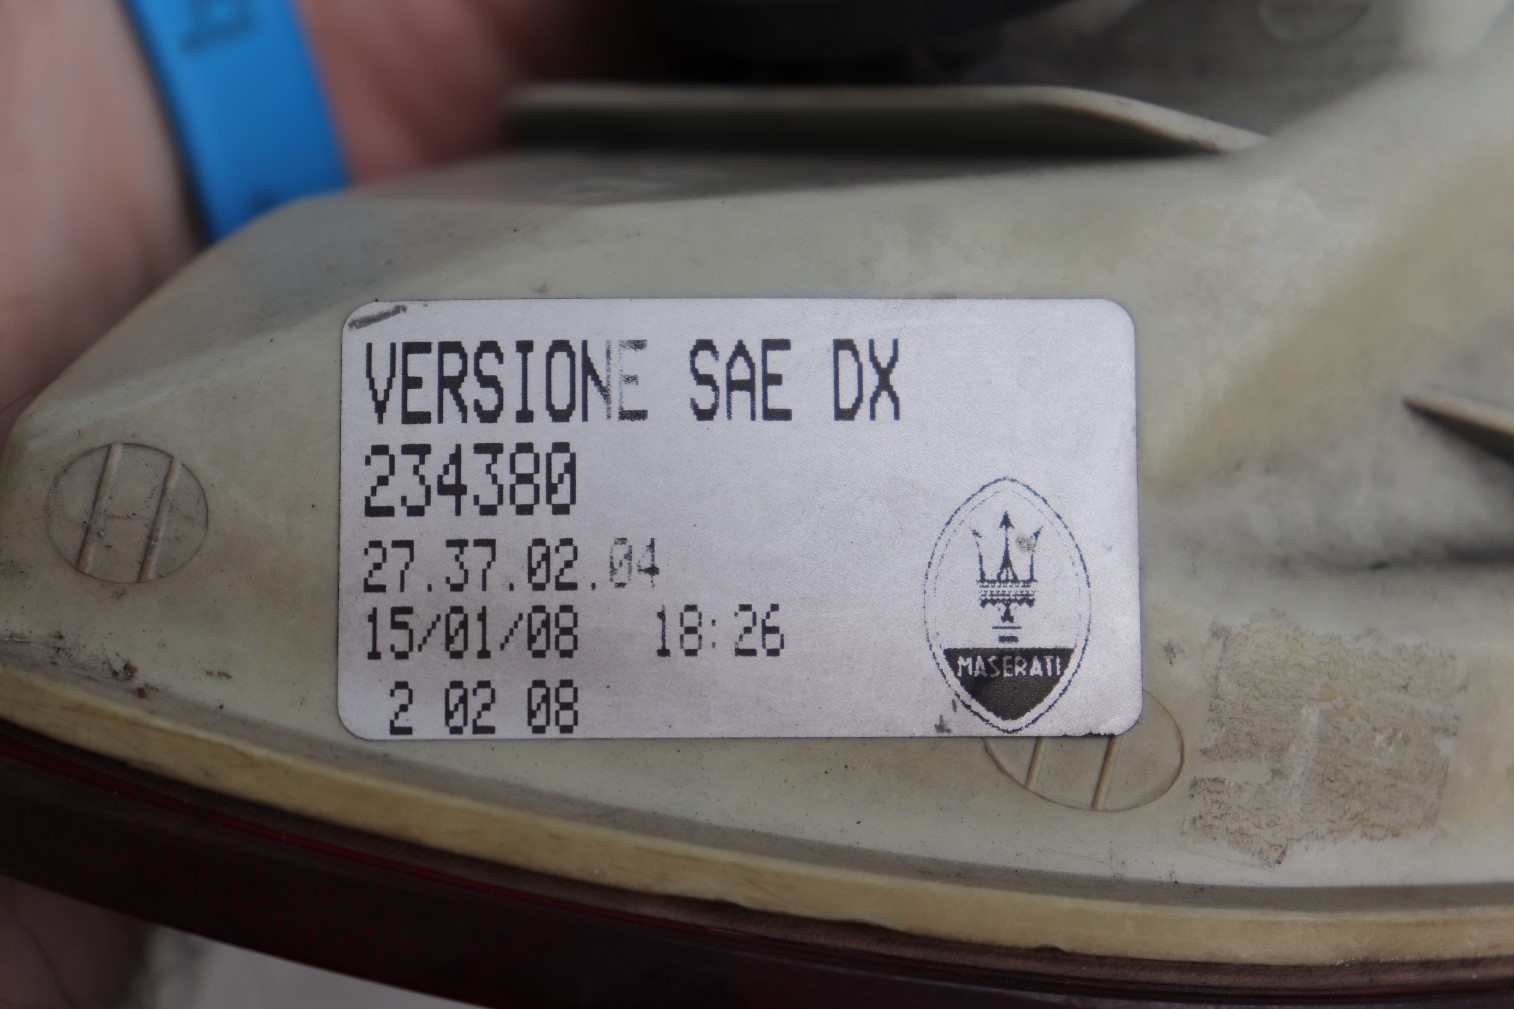 VERSIONE SAE DX
234380
27.37.02.04
15/01/08 18:26
2 02 08
MASERATI